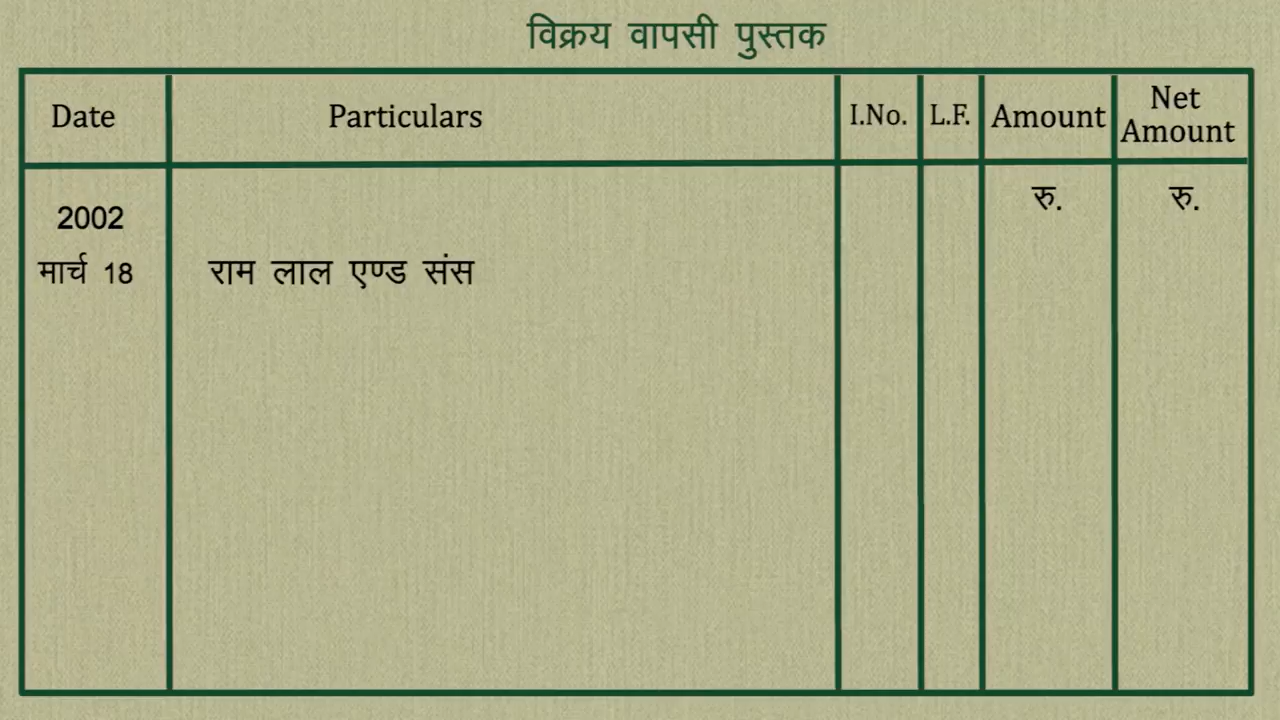 विक्रय वापसी पुस्तक
Date Particulars I.No. L.F. Amount Net Amount
रु. रु.
2002
मार्च 18 राम लाल एण्ड संस